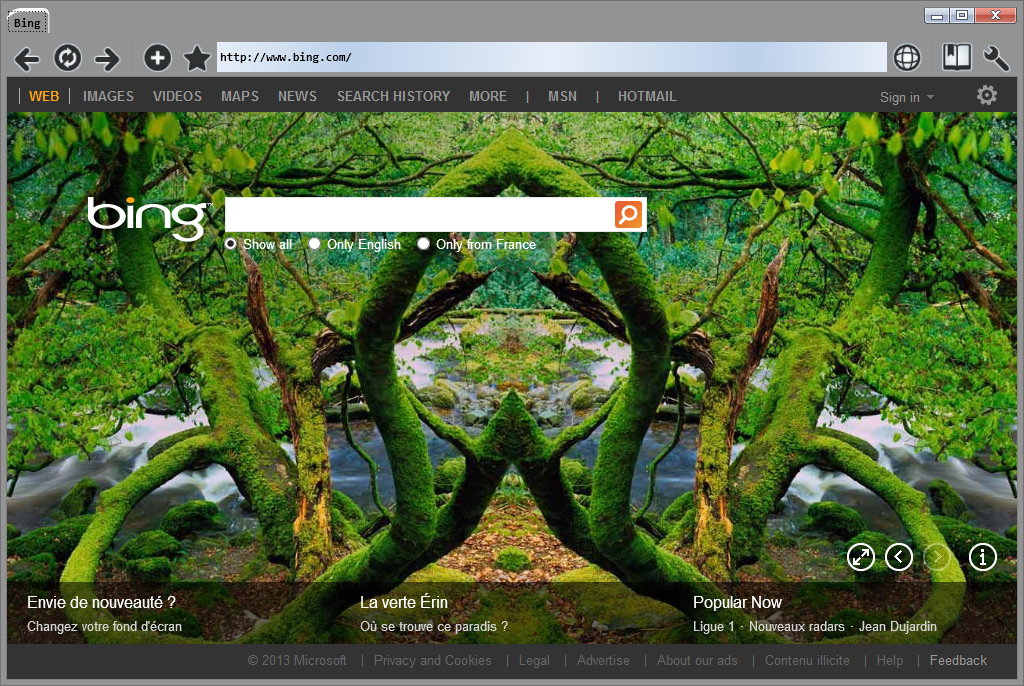 Bing
http://www.bing.com/
WEB | IMAGES VIDEOS MAPS NEWS SEARCH HISTORY MORE | MSN | HOTMAIL Sign in
bing™
Show all Only English Only from France
Envie de nouveauté ? La verte Érin Popular Now
Changez votre fond d'écran Où se trouve ce paradis ? Ligue 1 · Nouveaux radars · Jean Dujardin
© 2013 Microsoft | Privacy and Cookies | Legal | Advertise | About our ads | Contenu illicite | Help | Feedback